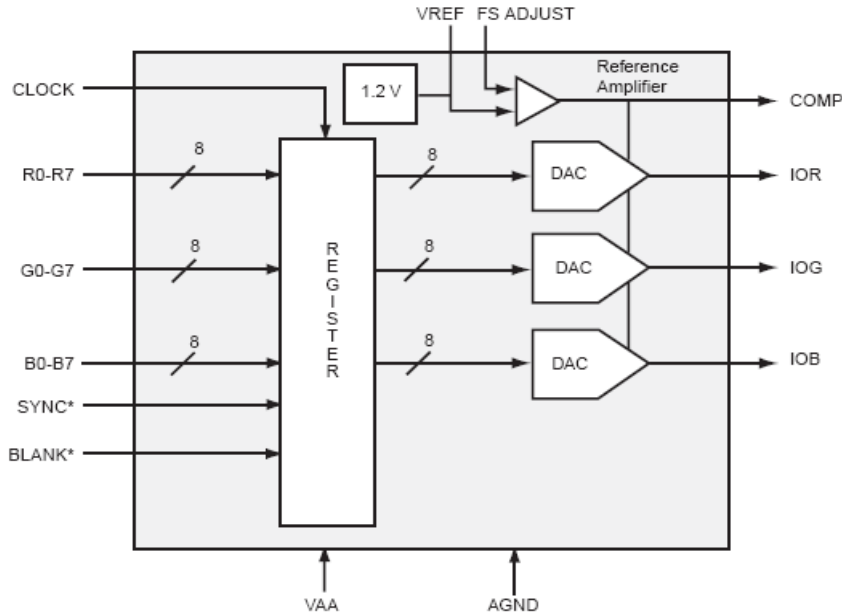 VREF FS ADJUST
CLOCK
1.2 V
Reference
Amplifier
COMP
R0-R7
8
8
DAC
IOR
G0-G7
8
8
DAC
IOG
REGISTER
B0-B7
8
8
DAC
IOB
SYNC*
BLANK*
VAA
AGND